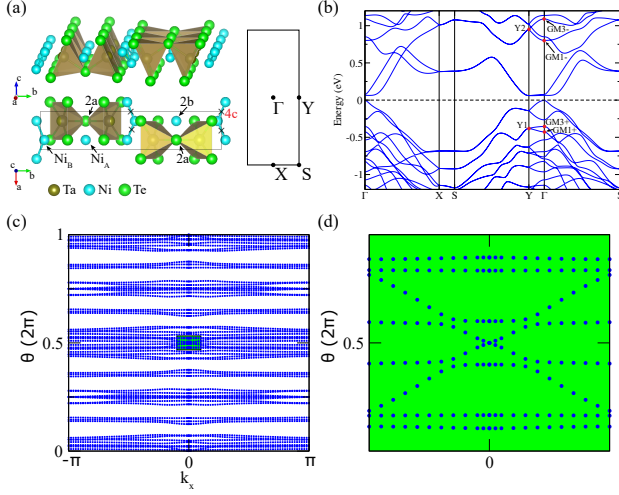 (a)
c
b
a
2a
2b
4c
Ni_B
Ni_A
2a
c
b
a
Ta
Ni
Te
Γ
Y
X
S
(b)
Energy (eV)
1
0.5
0
-0.5
-1
Y2
GM3-
GM1-
Y1
GM3+
GM1+
Γ
X
S
Y
Γ
S
(c)
θ (2π)
1
0.5
0
-π
0
π
k_x
(d)
θ (2π)
0.5
0